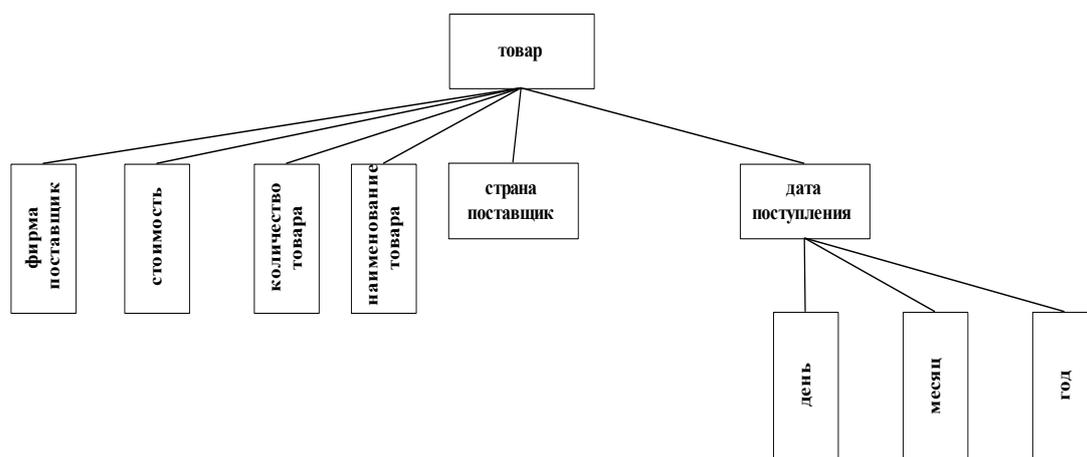 товар
фирма
поставщик
стоимость
количество
товара
наименование
товара
страна
поставщик
дата
поступления
день
месяц
год